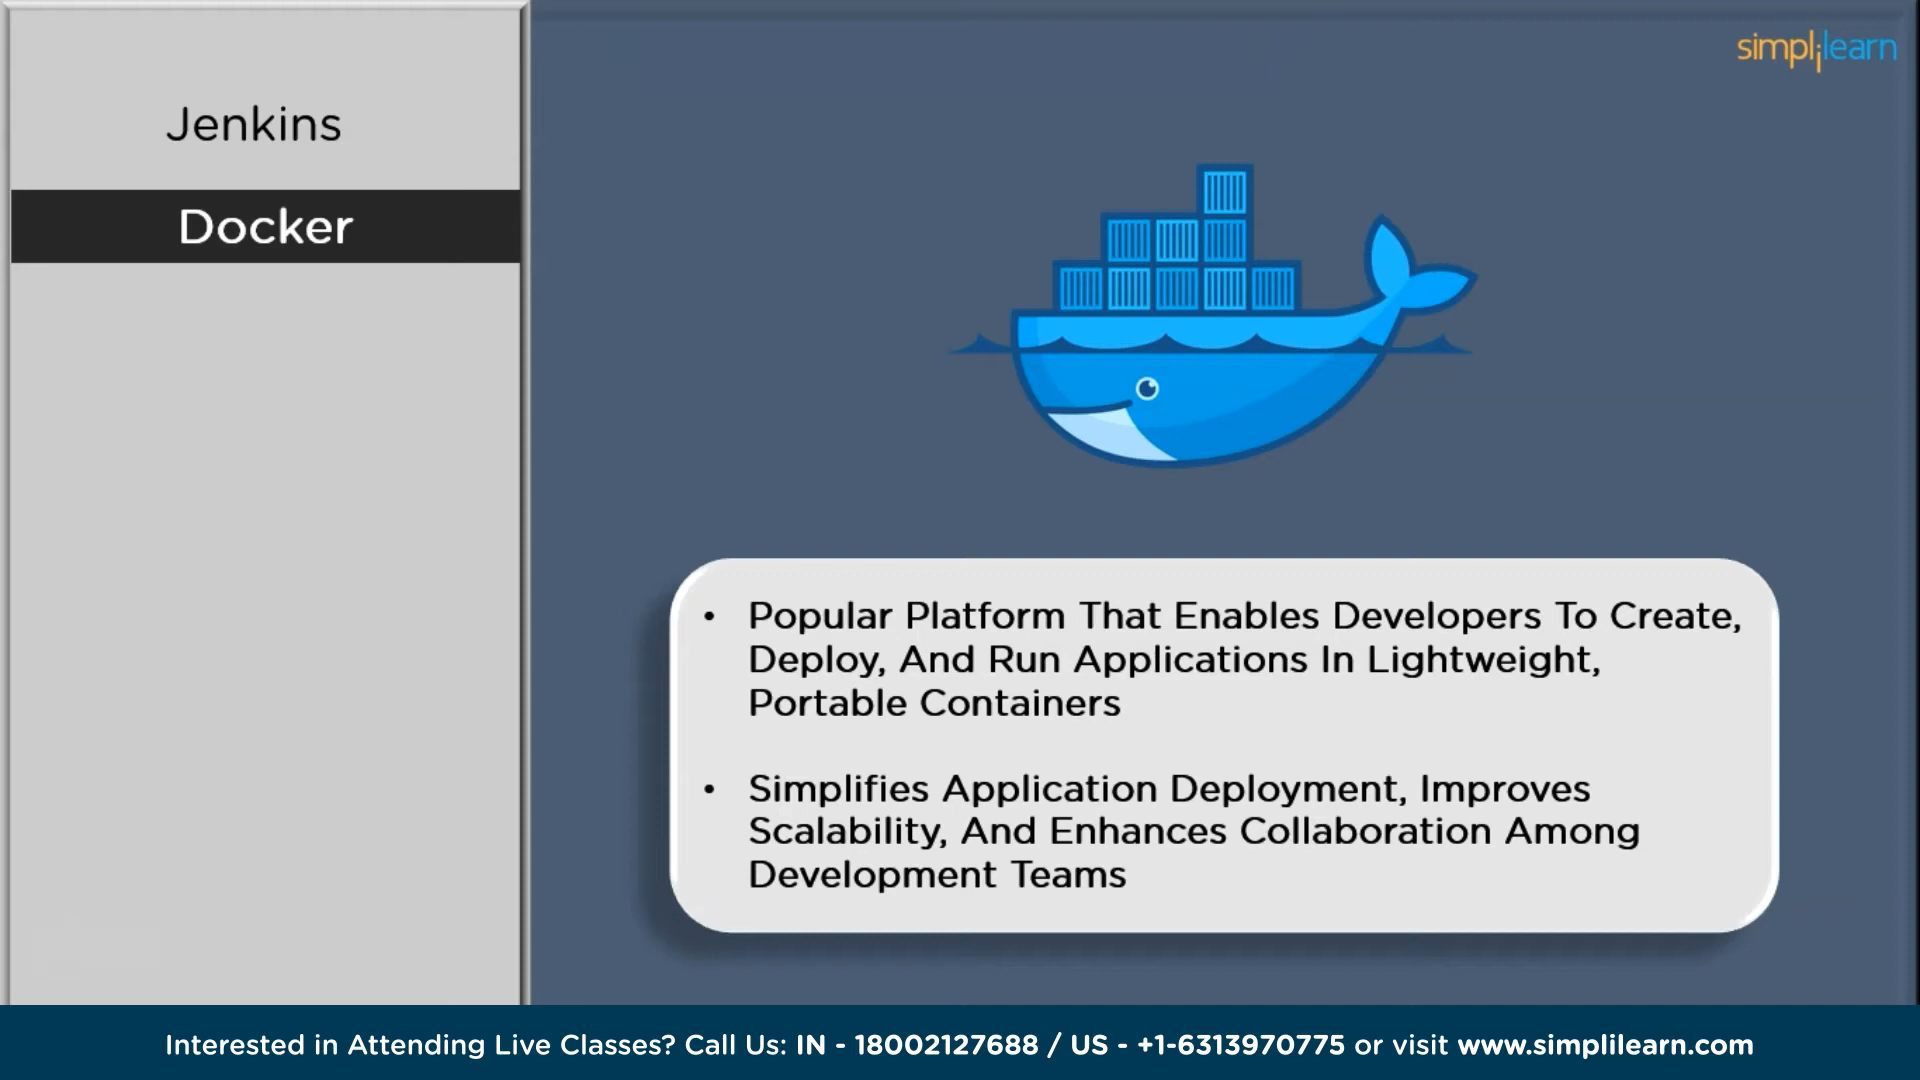 simplilearn
Jenkins
Docker
• Popular Platform That Enables Developers To Create,
Deploy, And Run Applications In Lightweight,
Portable Containers
• Simplifies Application Deployment, Improves
Scalability, And Enhances Collaboration Among
Development Teams
Interested in Attending Live Classes? Call Us: IN - 18002127688 / US - +1-6313970775 or visit www.simplilearn.com